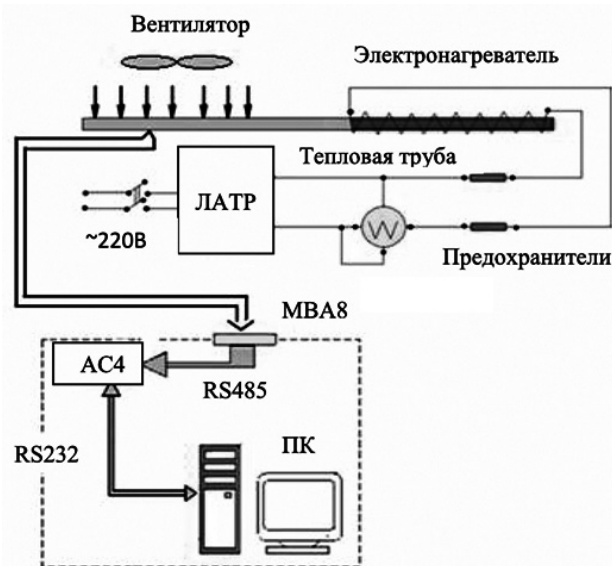 Вентилятор
Электронагреватель
Тепловая труба
ЛАТР
~220В
W
Предохранители
МВА8
АС4
RS485
RS232
ПК